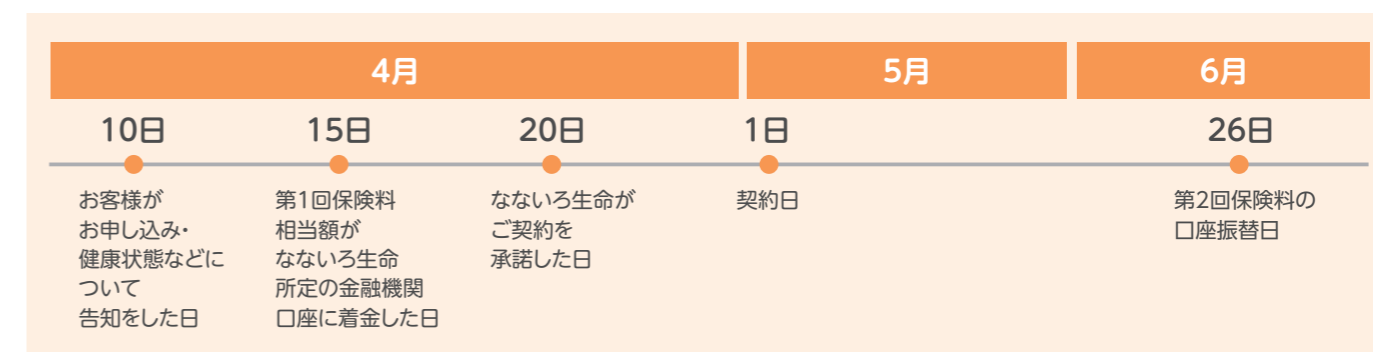 4月
5月
6月
10日
15日
20日
1日
26日
お客様が
お申し込み・
健康状態などに
ついて
告知をした日
第1回保険料
相当額が
なないろ生命
所定の金融機関
口座に着金した日
なないろ生命が
ご契約を
承諾した日
契約日
第2回保険料の
口座振替日